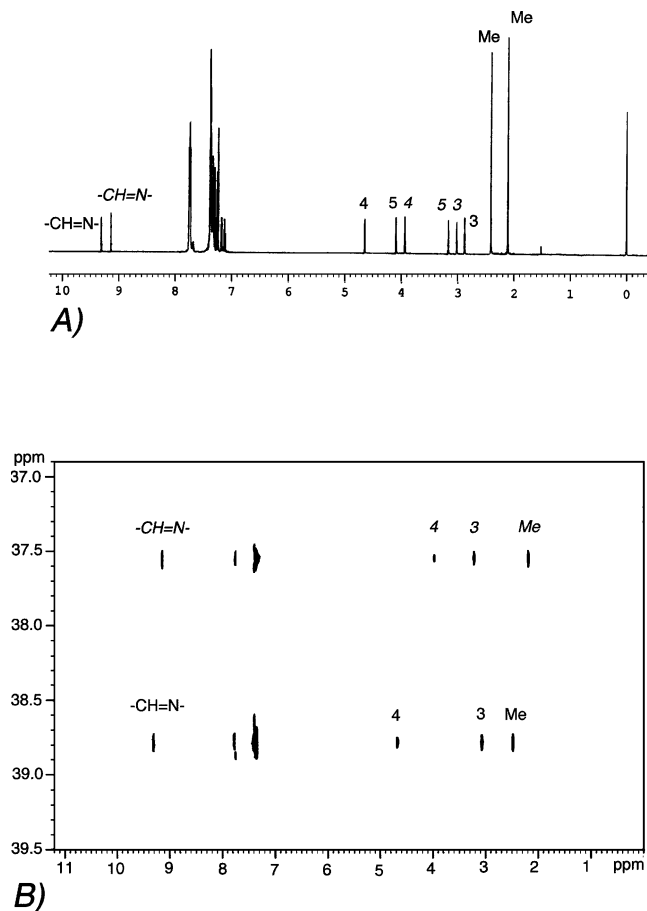 Me
Me
-CH=N-
-CH=N-
4 5 4 5 3 3
10 9 8 7 6 5 4 3 2 1 0
A)
ppm
37.0
-CH=N- 4 3 Me
37.5
38.0
38.5
-CH=N- 4 3 Me
39.0
39.5
11 10 9 8 7 6 5 4 3 2 1 ppm
B)